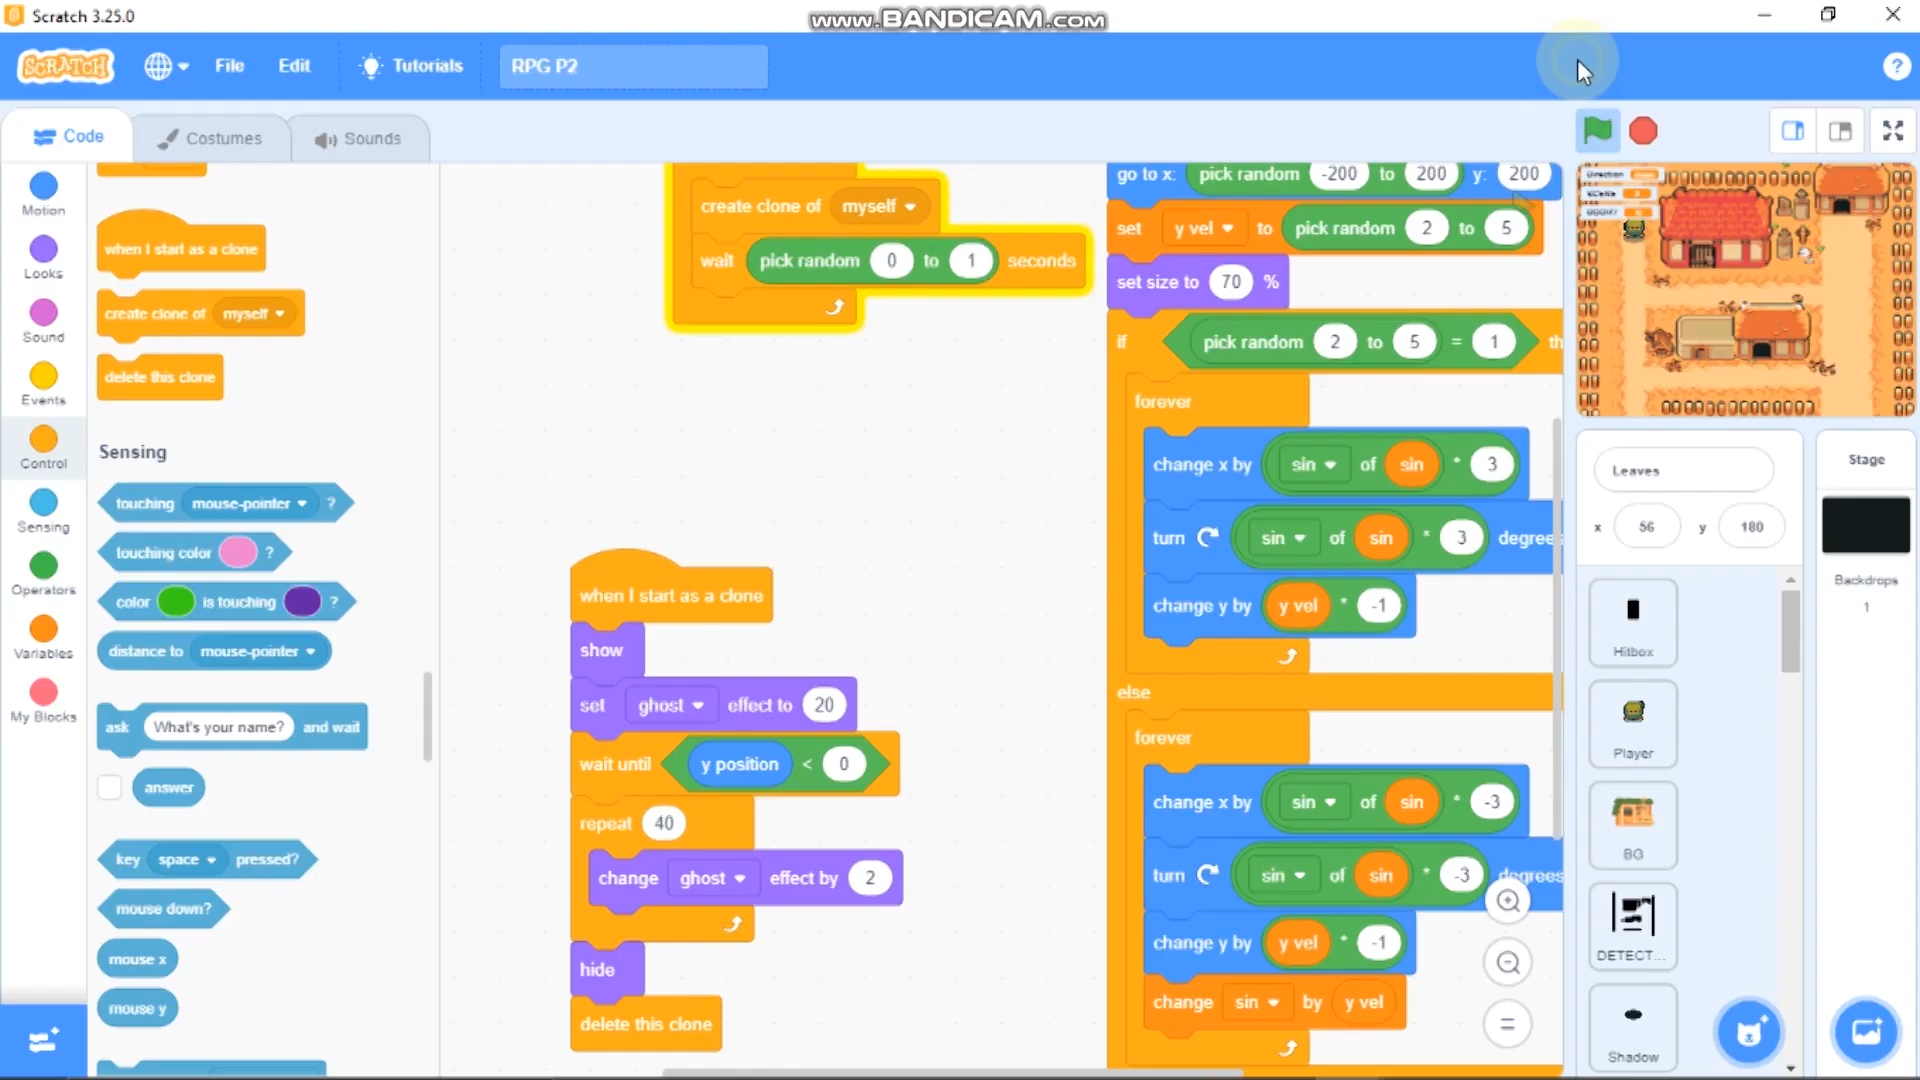 Scratch 3.25.0
www.BANDICAM.com
SCRATCH
File
Edit
Tutorials
RPG P2
Code
Costumes
Sounds
Motion
Looks
Sound
Events
Control
Sensing
Operators
Variables
My Blocks
when I start as a clone
create clone of myself
delete this clone
Sensing
touching mouse-pointer ?
touching color ?
color is touching ?
distance to mouse-pointer
ask What's your name? and wait
answer
key space pressed?
mouse down?
mouse x
mouse y
create clone of myself
wait pick random 0 to 1 seconds
when I start as a clone
show
set ghost effect to 20
wait until y position < 0
repeat 40
change ghost effect by 2
hide
delete this clone
go to x: pick random -200 to 200 y: 200
set y vel to pick random 2 to 5
set size to 70 %
if pick random 2 to 5 = 1 th
forever
change x by sin of sin * 3
turn sin of sin * 3 degrees
change y by y vel * -1
else
forever
change x by sin of sin * -3
turn sin of sin * -3 degrees
change y by y vel * -1
change sin by y vel
Direction
Leaves
x 56 y 180
Hitbox
Player
BG
DETECT...
Shadow
Stage
Backdrops
1